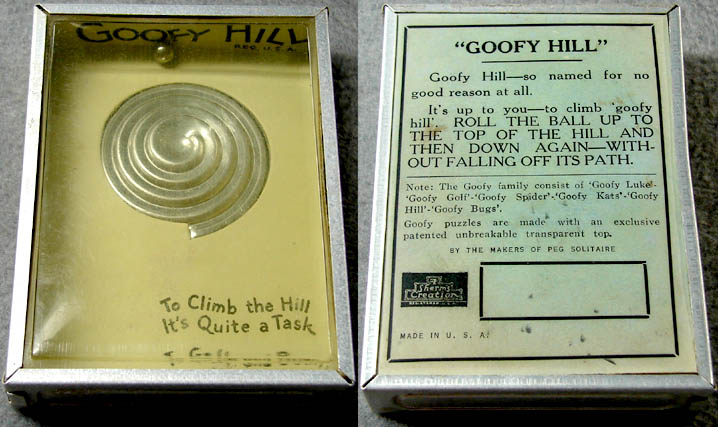 GOOFY HILL
REG. U.S.A.
To Climb the Hill
It's Quite a Task
"GOOFY HILL"
Goofy Hill—so named for no
good reason at all.
It's up to you—to climb 'goofy
hill'. ROLL THE BALL UP TO
THE TOP OF THE HILL AND
THEN DOWN AGAIN—WITH-
OUT FALLING OFF ITS PATH.
Note: The Goofy family consist of 'Goofy Luke'-
'Goofy Golf'-'Goofy Spider'-'Goofy Kats'-'Goofy
Hill'-'Goofy Bugs'.
Goofy puzzles are made with an exclusive
patented unbreakable transparent top.
BY THE MAKERS OF PEG SOLITAIRE
Sherms
Creation
REGISTERED U.S.A.
MADE IN U. S. A.